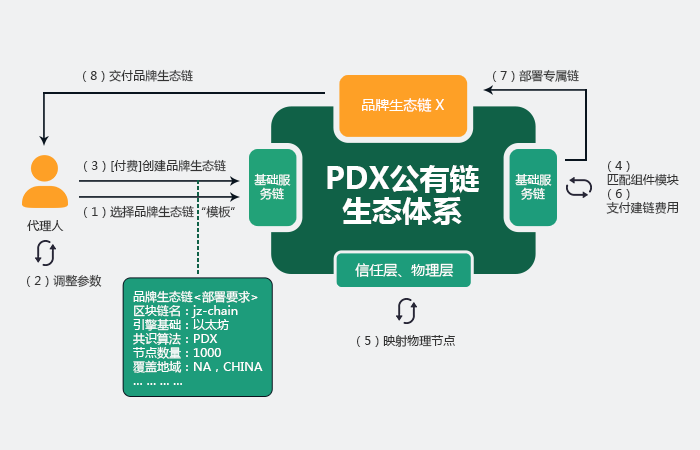 （8）交付品牌生态链
（7）部署专属链
品牌生态链 X
（3）[付费]创建品牌生态链
（1）选择品牌生态链“模板”
基础服
务链
PDX公有链
生态体系
基础服
务链
（4）
匹配组件模块
（6）
支付建链费用
代理人
（2）调整参数
信任层、物理层
（5）映射物理节点
品牌生态链<部署要求>
区块链名：jz-chain
引擎基础：以太坊
共识算法：PDX
节点数量：1000
覆盖地域：NA，CHINA
... ... ... ...